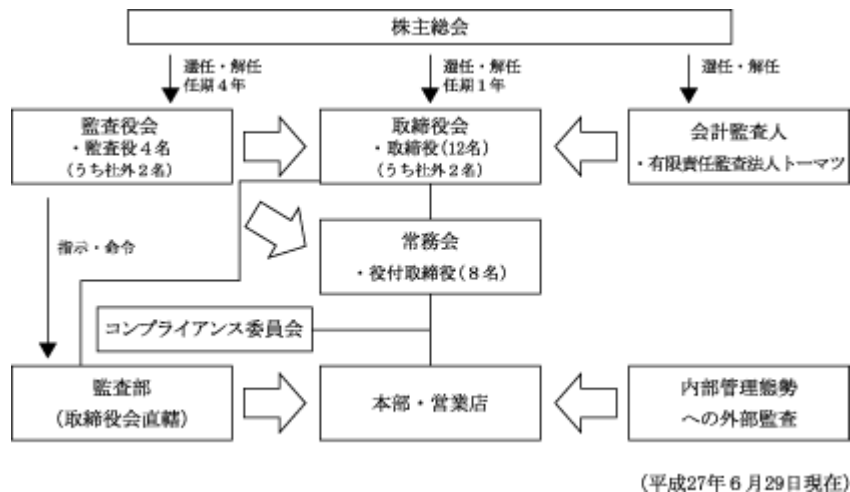 株主総会
選任・解任
任期4年
選任・解任
任期1年
選任・解任
監査役会
・監査役4名
(うち社外2名)
取締役会
・取締役(12名)
(うち社外2名)
会計監査人
・有限責任監査法人トーマツ
指示・命令
常務会
・役付取締役(8名)
コンプライアンス委員会
監査部
(取締役会直轄)
本部・営業店
内部管理態勢
への外部監査
(平成27年6月29日現在)